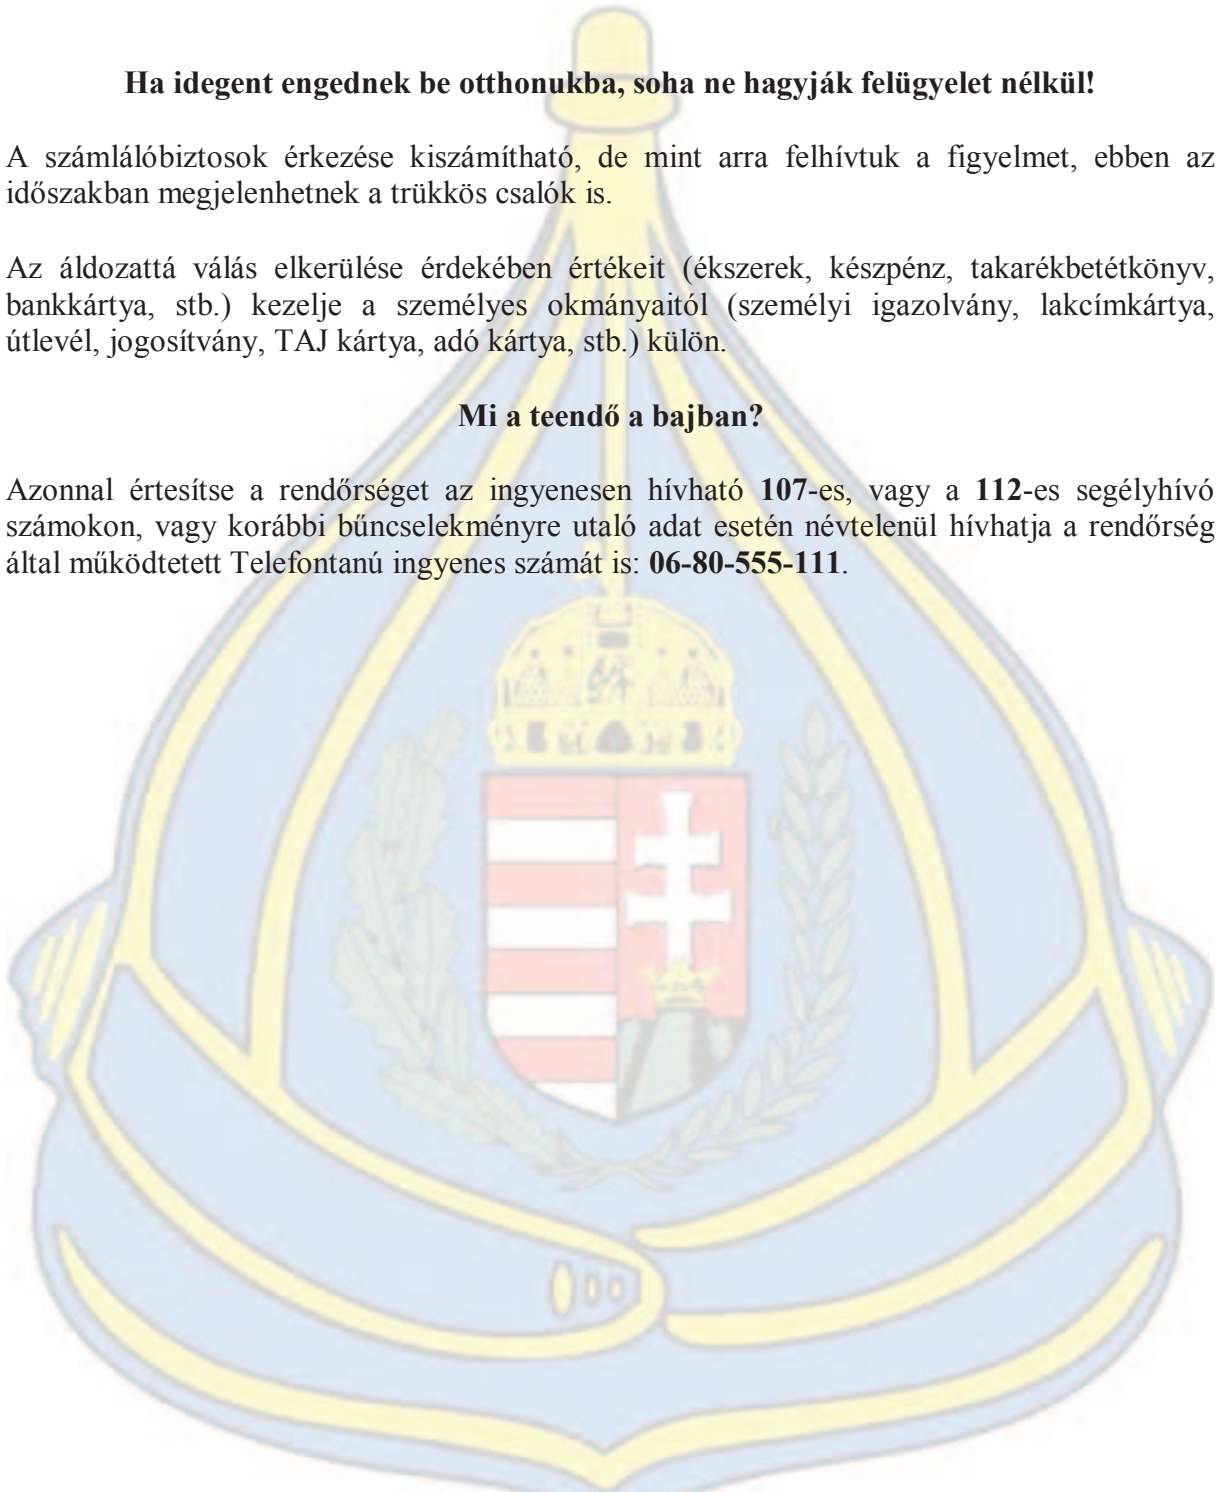 Ha idegent engednek be otthonukba, soha ne hagyják felügyelet nélkül!
A számlálóbiztosok érkezése kiszámítható, de mint arra felhívtuk a figyelmet, ebben az
időszakban megjelenhetnek a trükkös csalók is.
Az áldozattá válás elkerülése érdekében értékeit (ékszerek, készpénz, takarékbetétkönyv,
bankkártya, stb.) kezelje a személyes okmányaitól (személyi igazolvány, lakcímkártya,
útlevél, jogosítvány, TAJ kártya, adó kártya, stb.) külön.
Mi a teendő a bajban?
Azonnal értesítse a rendőrséget az ingyenesen hívható 107-es, vagy a 112-es segélyhívó
számokon, vagy korábbi bűncselekményre utaló adat esetén névtelenül hívhatja a rendőrség
által működtetett Telefontanú ingyenes számát is: 06-80-555-111.